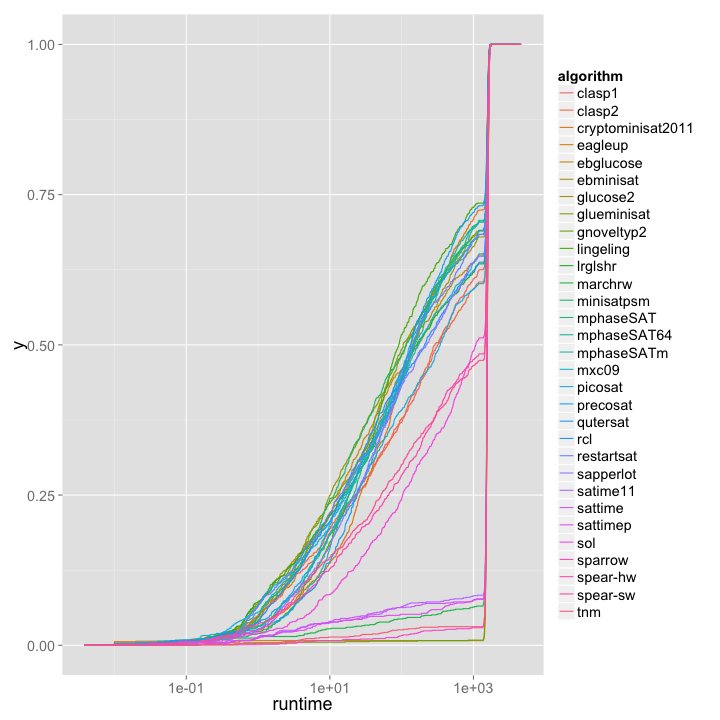 1.00
0.75
0.50
0.25
0.00
y
1e-01
1e+01
1e+03
runtime
algorithm
clasp1
clasp2
cryptominisat2011
eagleup
ebglucose
ebminisat
glucose2
glueminisat
gnoveltyp2
lingeling
lrglshr
marchrw
minisatpsm
mphaseSAT
mphaseSAT64
mphaseSATm
mxc09
picosat
precosat
qutersat
rcl
restartsat
sapperlot
satime11
sattime
sattimep
sol
sparrow
spear-hw
spear-sw
tnm